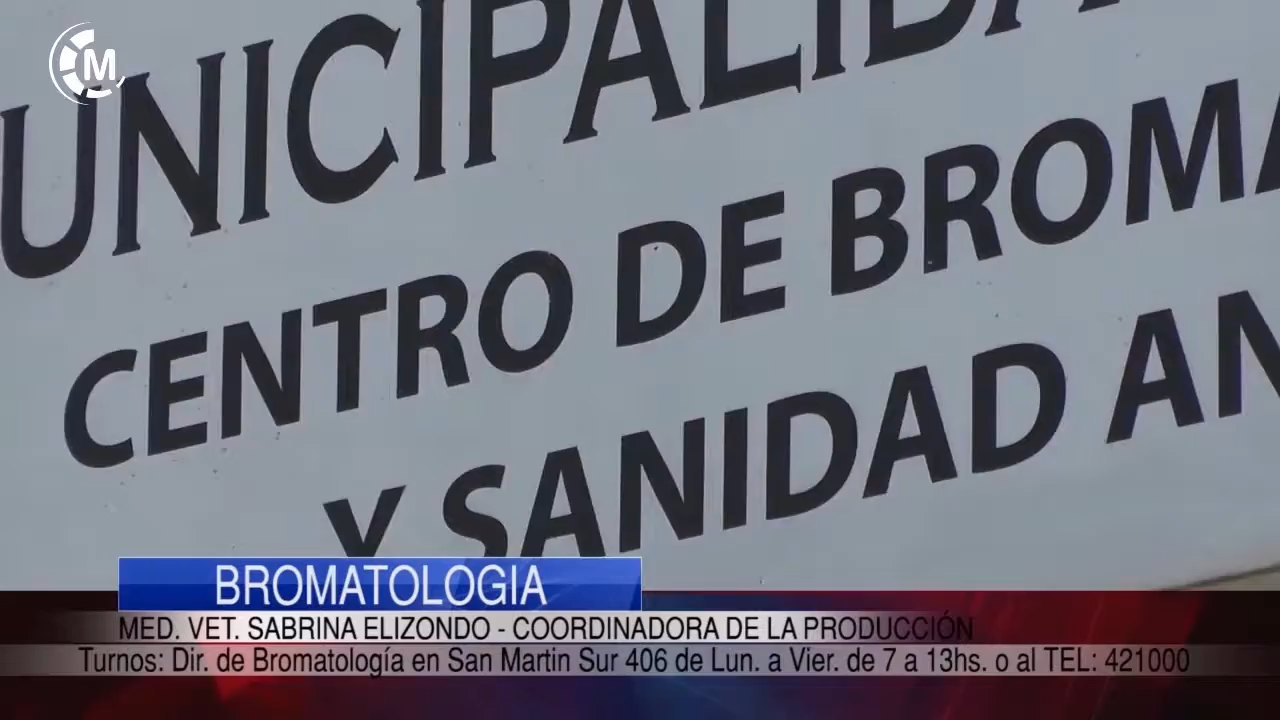 M
UNICIPALIDA
CENTRO DE BROMA
Y SANIDAD AN
BROMATOLOGIA
MED. VET. SABRINA ELIZONDO - COORDINADORA DE LA PRODUCCIÓN
Turnos: Dir. de Bromatología en San Martin Sur 406 de Lun. a Vier. de 7 a 13hs. o al TEL: 421000